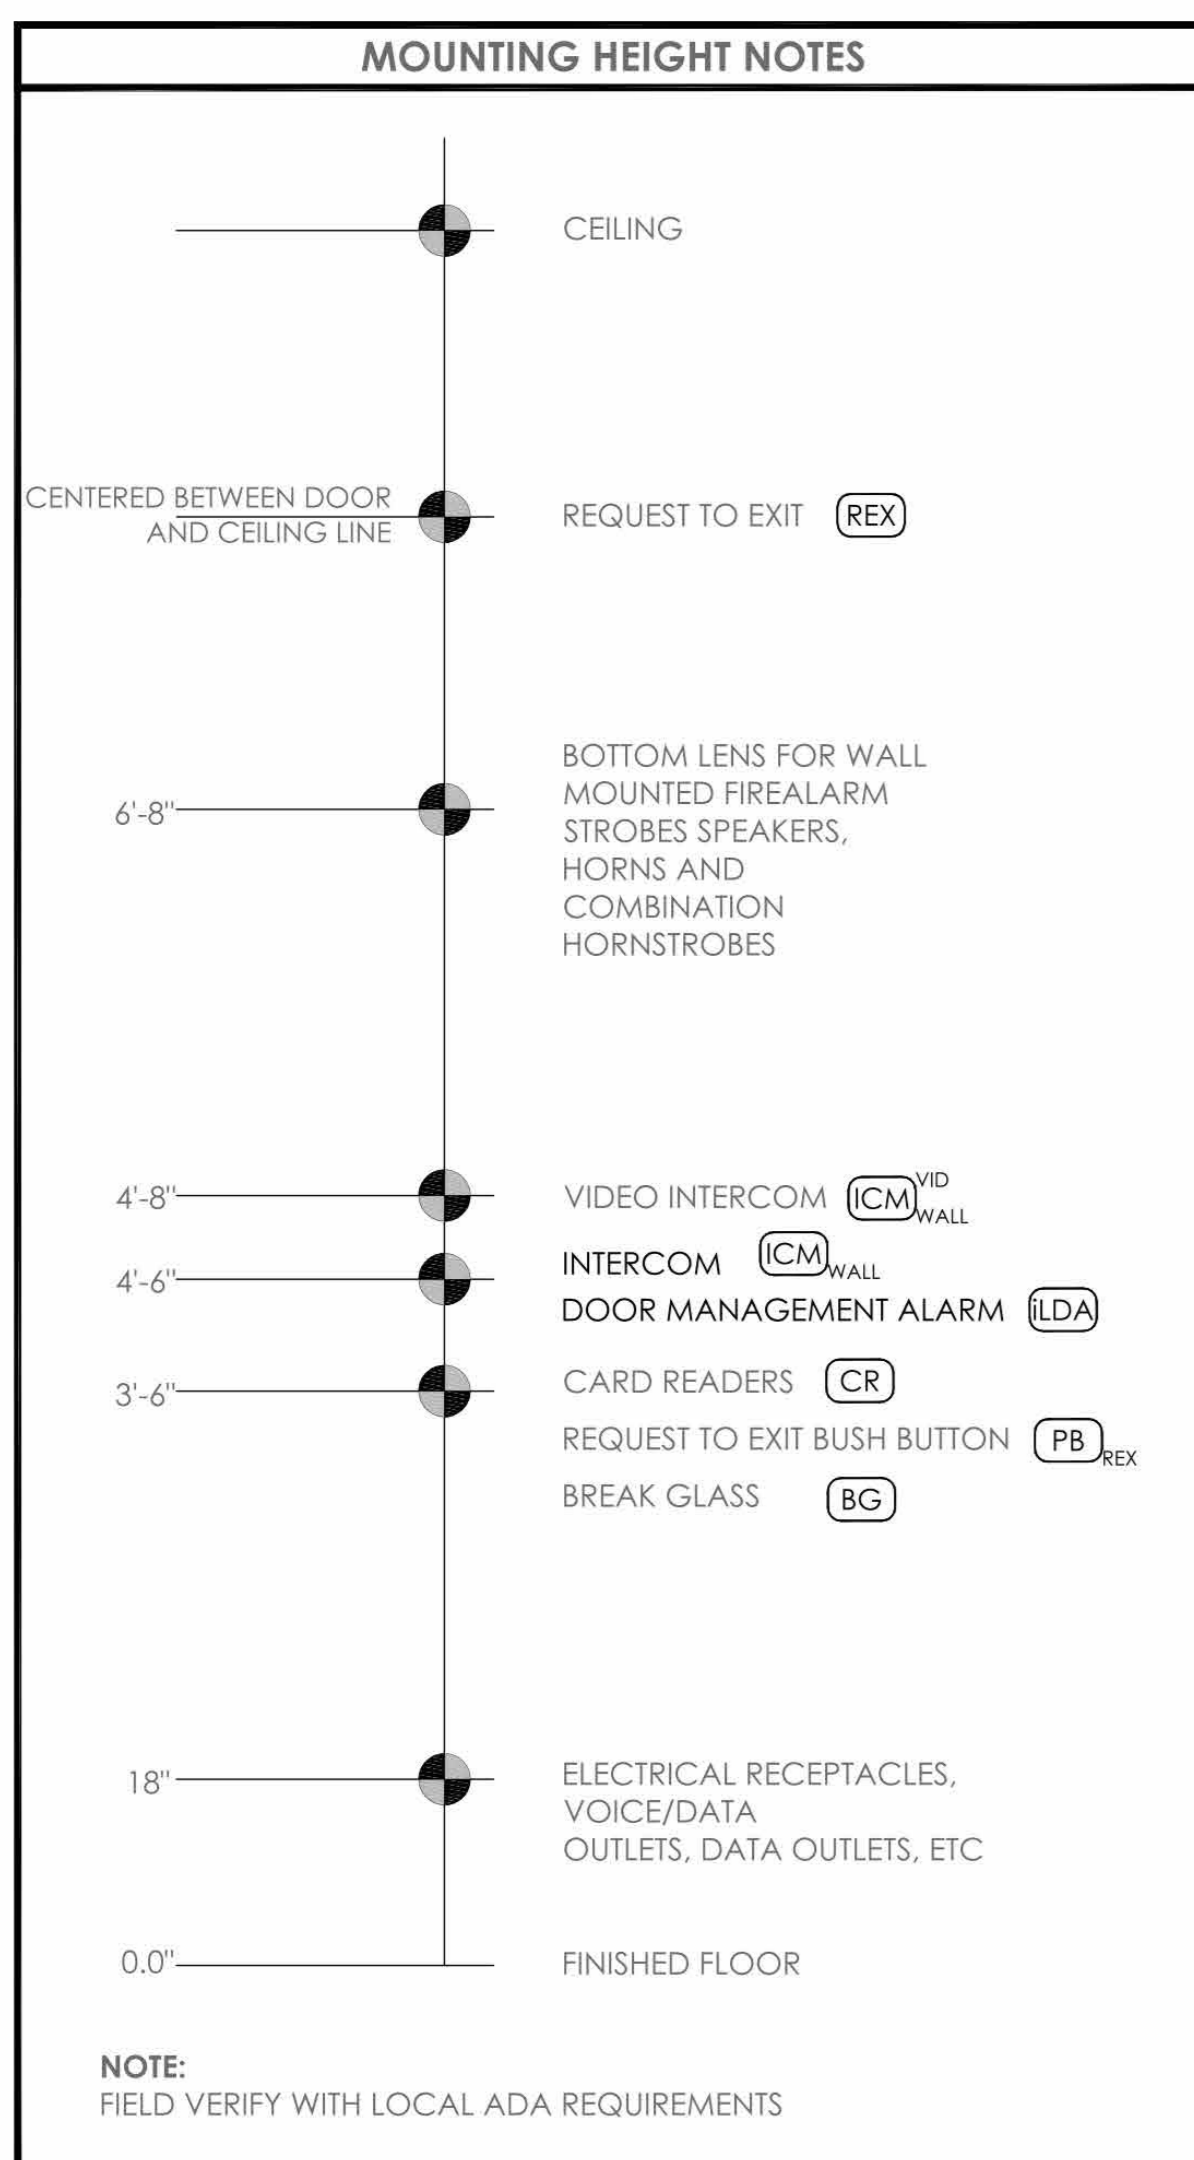 MOUNTING HEIGHT NOTES
CEILING
CENTERED BETWEEN DOOR
AND CEILING LINE
REQUEST TO EXIT REX
6'-8"
BOTTOM LENS FOR WALL
MOUNTED FIREALARM
STROBES SPEAKERS,
HORNS AND
COMBINATION
HORNSTROBES
4'-8" VIDEO INTERCOM ICM VID WALL
4'-6" INTERCOM ICM WALL
DOOR MANAGEMENT ALARM iLDA
3'-6" CARD READERS CR
REQUEST TO EXIT BUSH BUTTON PB REX
BREAK GLASS BG
18" ELECTRICAL RECEPTACLES,
VOICE/DATA
OUTLETS, DATA OUTLETS, ETC
0.0" FINISHED FLOOR
NOTE:
FIELD VERIFY WITH LOCAL ADA REQUIREMENTS